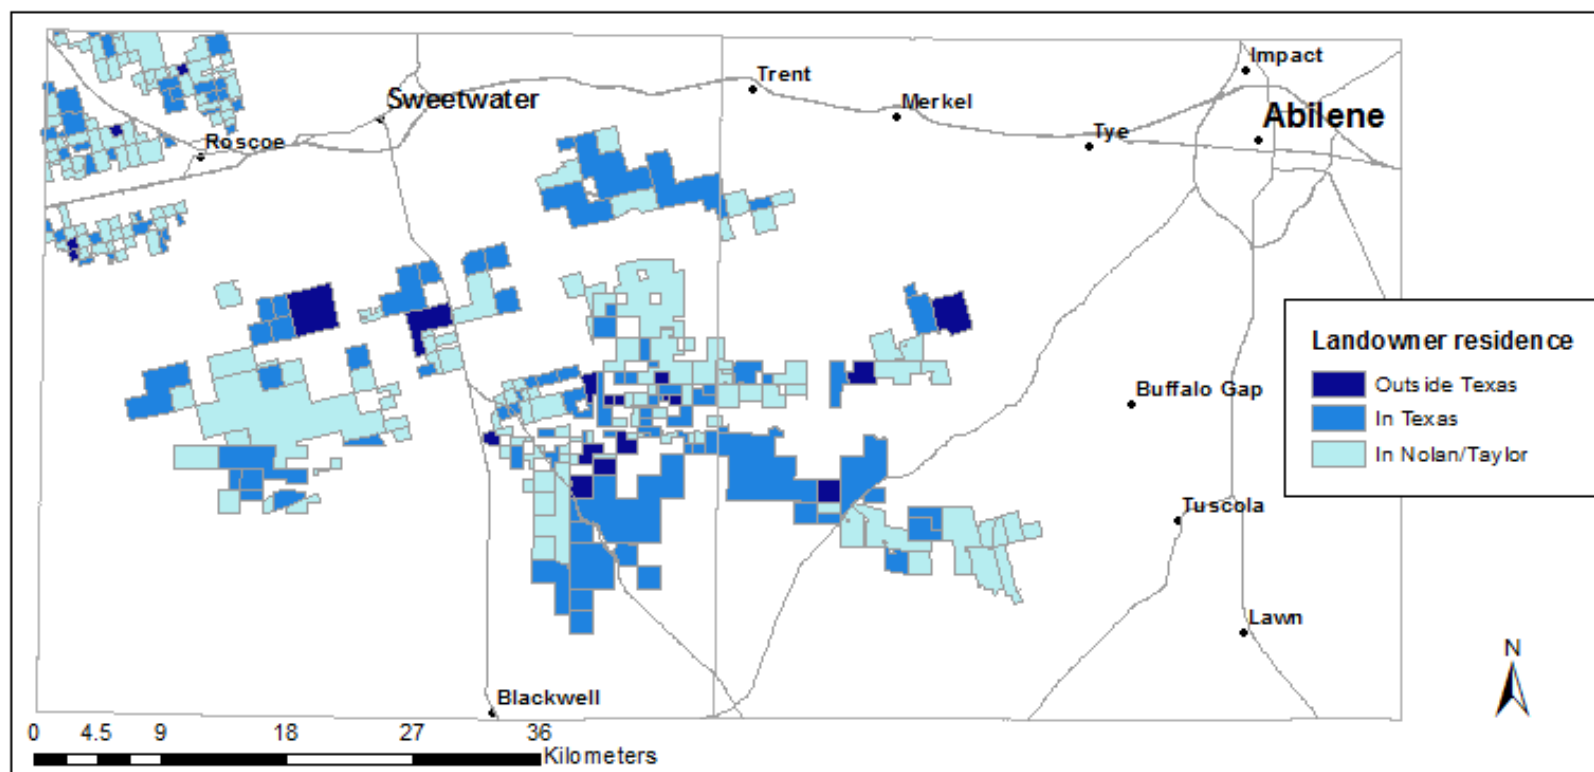 Impact
Trent
Sweetwater
Merkel
Abilene
Tye
Roscoe
Landowner residence
Outside Texas
In Texas
In Nolan/Taylor
Buffalo Gap
Tuscola
Lawn
N
Blackwell
0 4.5 9 18 27 36
Kilometers